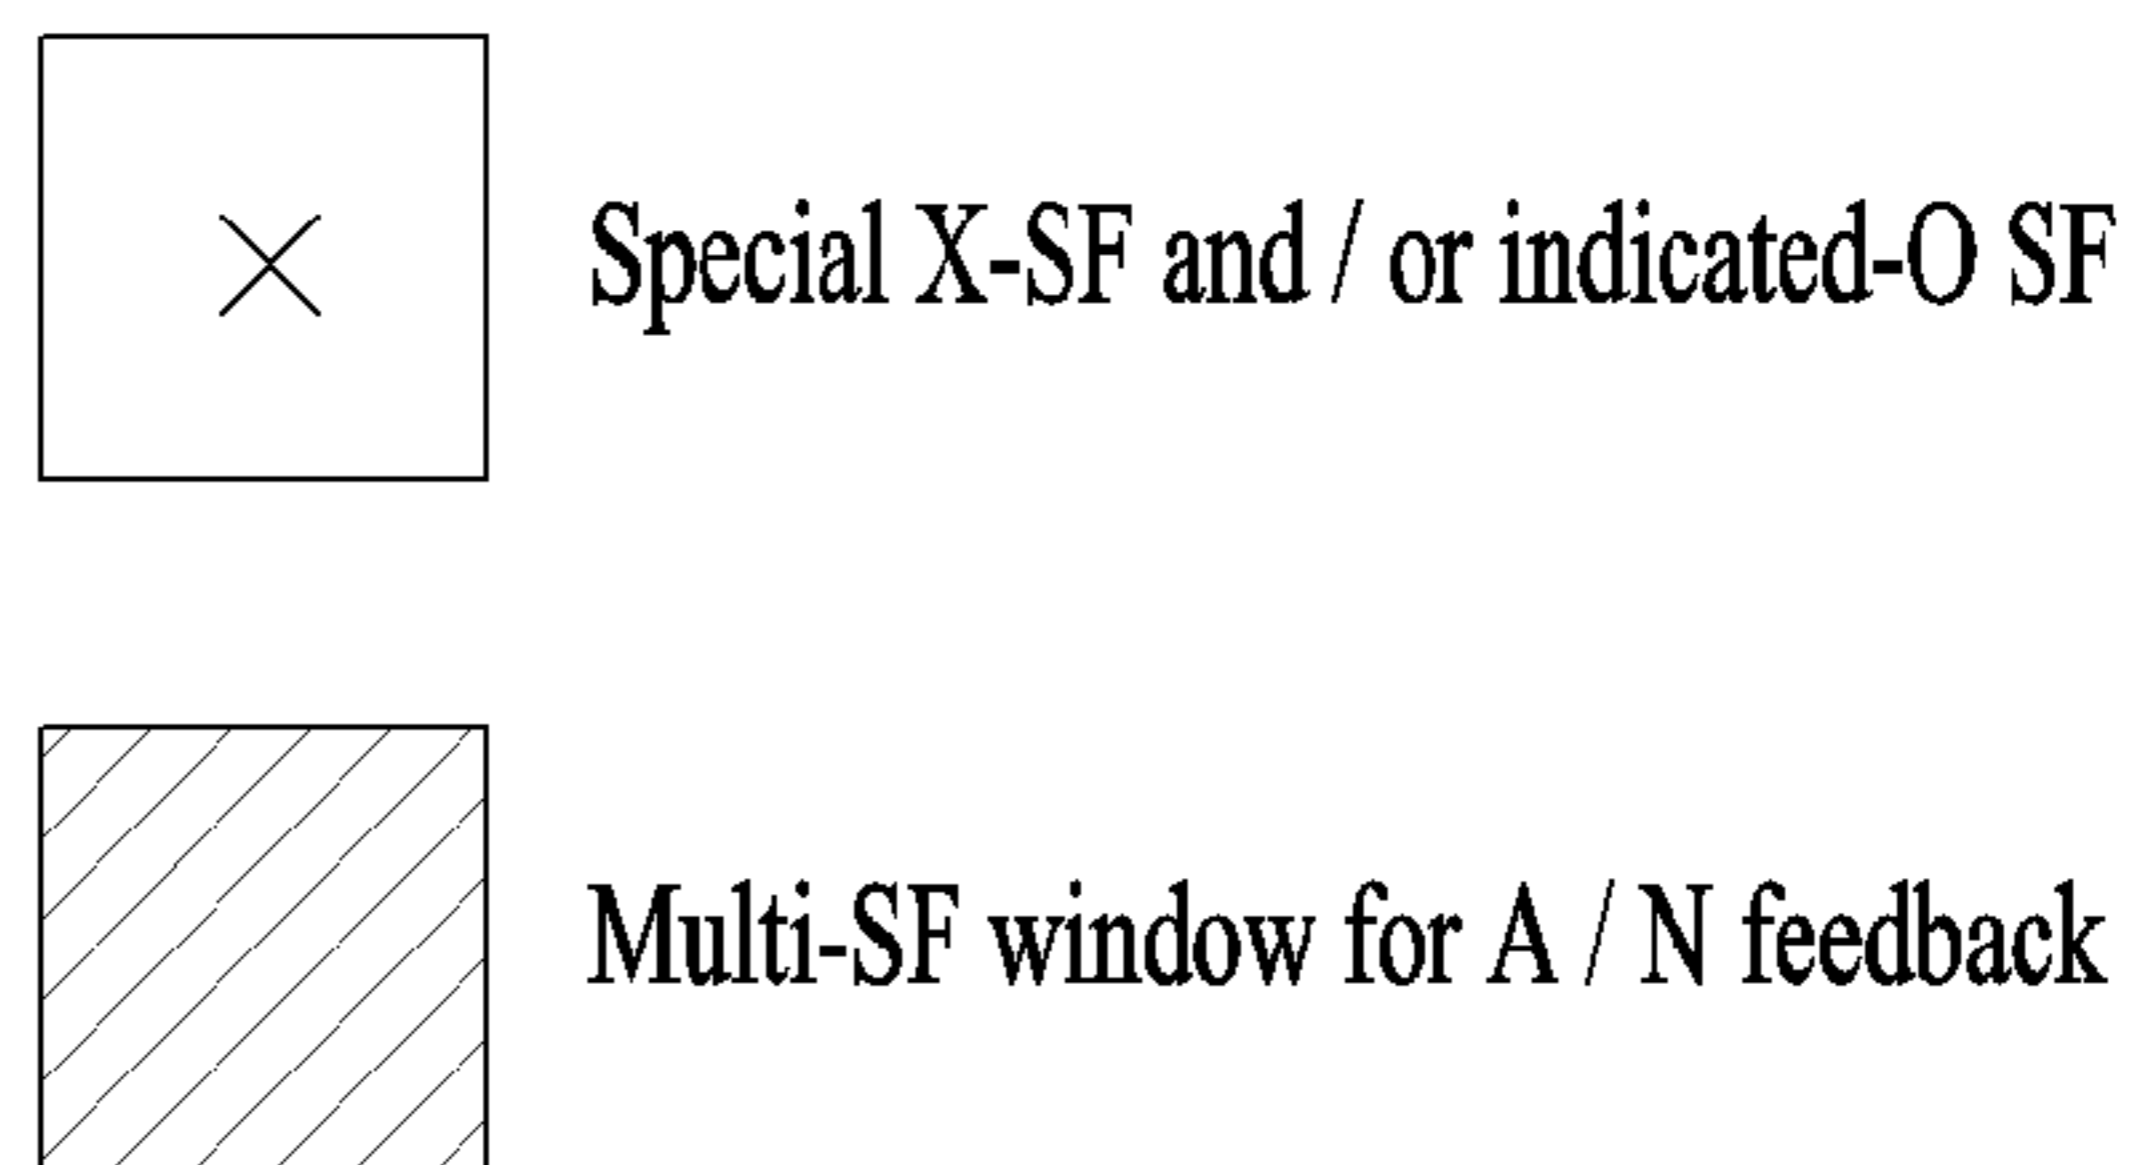 Special X-SF and / or indicated-O SF
Multi-SF window for A / N feedback